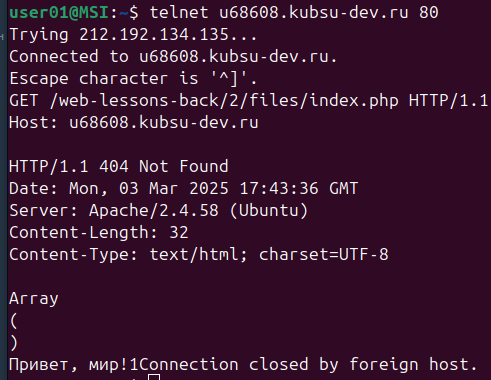 user01@MSI:~$ telnet u68608.kubsu-dev.ru 80
Trying 212.192.134.135...
Connected to u68608.kubsu-dev.ru.
Escape character is '^]'.
GET /web-lessons-back/2/files/index.php HTTP/1.1
Host: u68608.kubsu-dev.ru

HTTP/1.1 404 Not Found
Date: Mon, 03 Mar 2025 17:43:36 GMT
Server: Apache/2.4.58 (Ubuntu)
Content-Length: 32
Content-Type: text/html; charset=UTF-8

Array
(
)
Привет, мир!1Connection closed by foreign host.